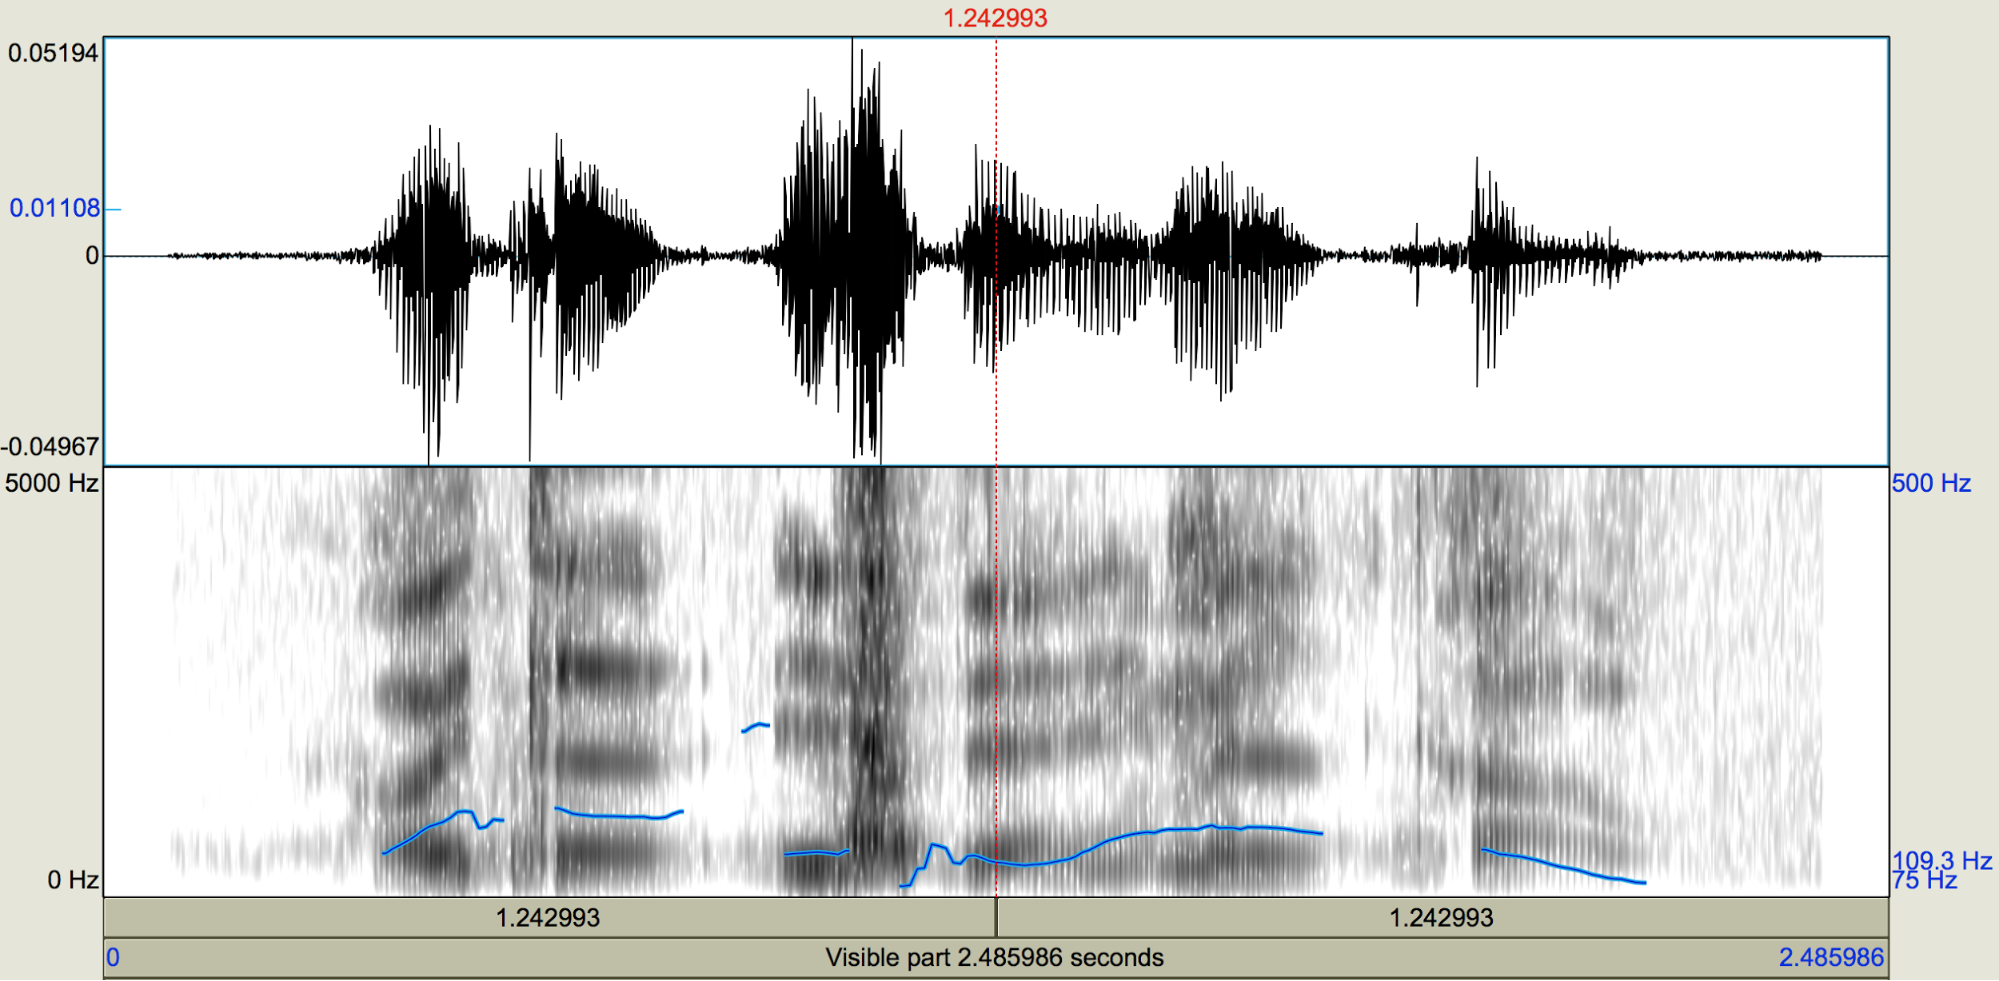 1.242993
0.05194
0.01108
0
-0.04967
5000 Hz
500 Hz
109.3 Hz
0 Hz
75 Hz
1.242993
1.242993
0
Visible part 2.485986 seconds
2.485986